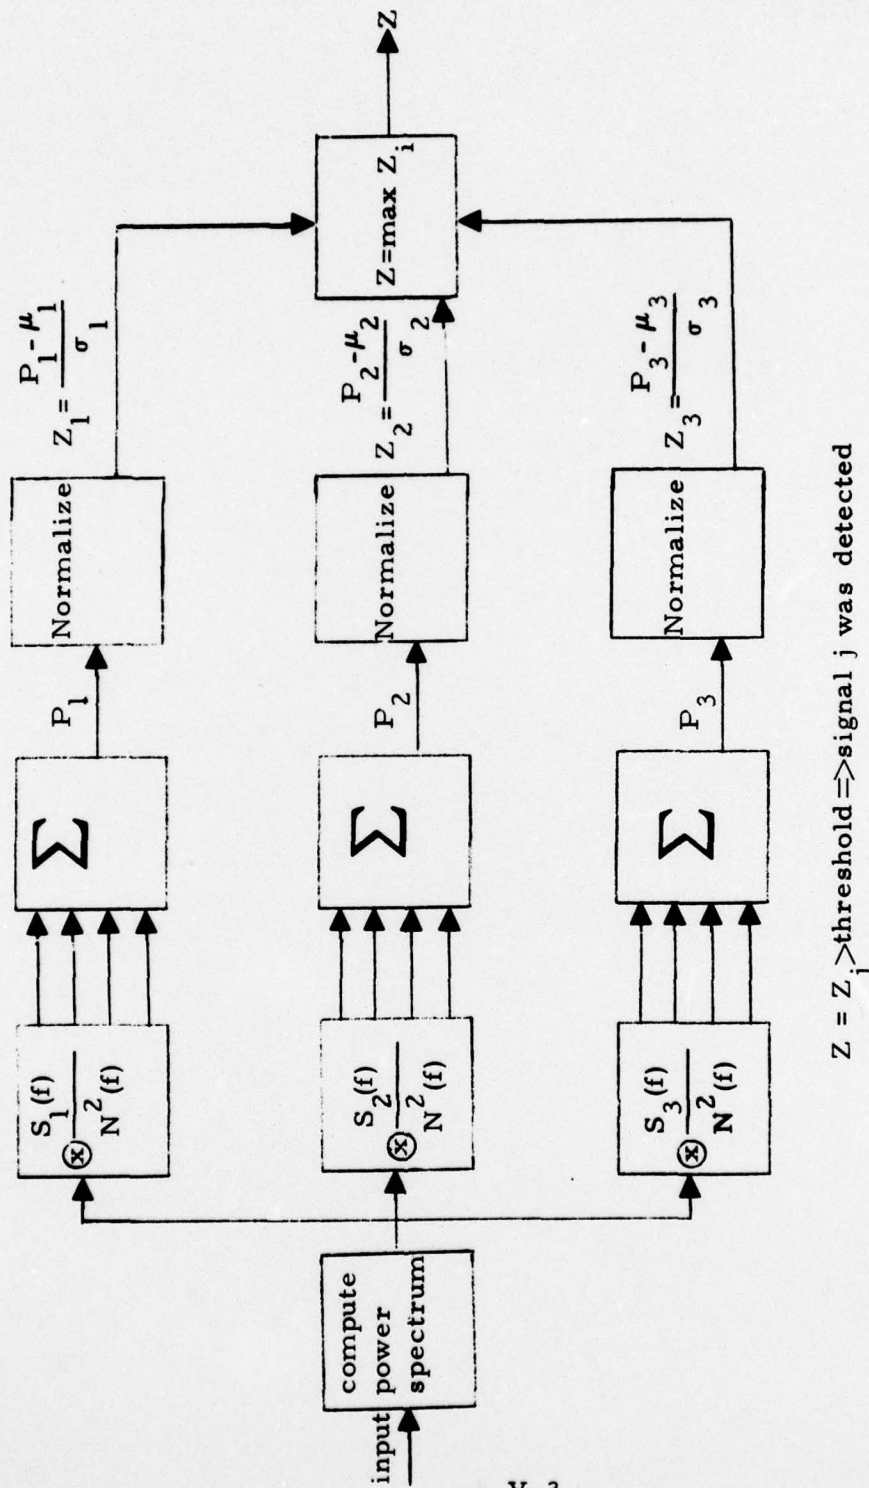 input
compute
power
spectrum
ⓧ S₁(f) / N²(f)
ⓧ S₂(f) / N²(f)
ⓧ S₃(f) / N²(f)
Σ
Σ
Σ
P₁
P₂
P₃
Normalize
Normalize
Normalize
Z₁ = (P₁-μ₁) / σ₁
Z₂ = (P₂-μ₂) / σ₂
Z₃ = (P₃-μ₃) / σ₃
Z=max Zᵢ
Z
Z = Zⱼ>threshold=>signal j was detected